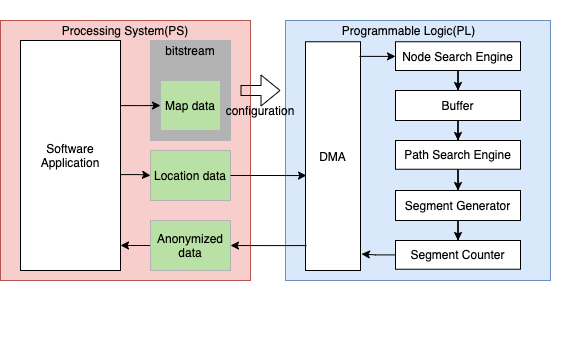 Processing System(PS)
Programmable Logic(PL)
bitstream
Map data
configuration
Software
Application
Location data
Anonymized
data
DMA
Node Search Engine
Buffer
Path Search Engine
Segment Generator
Segment Counter